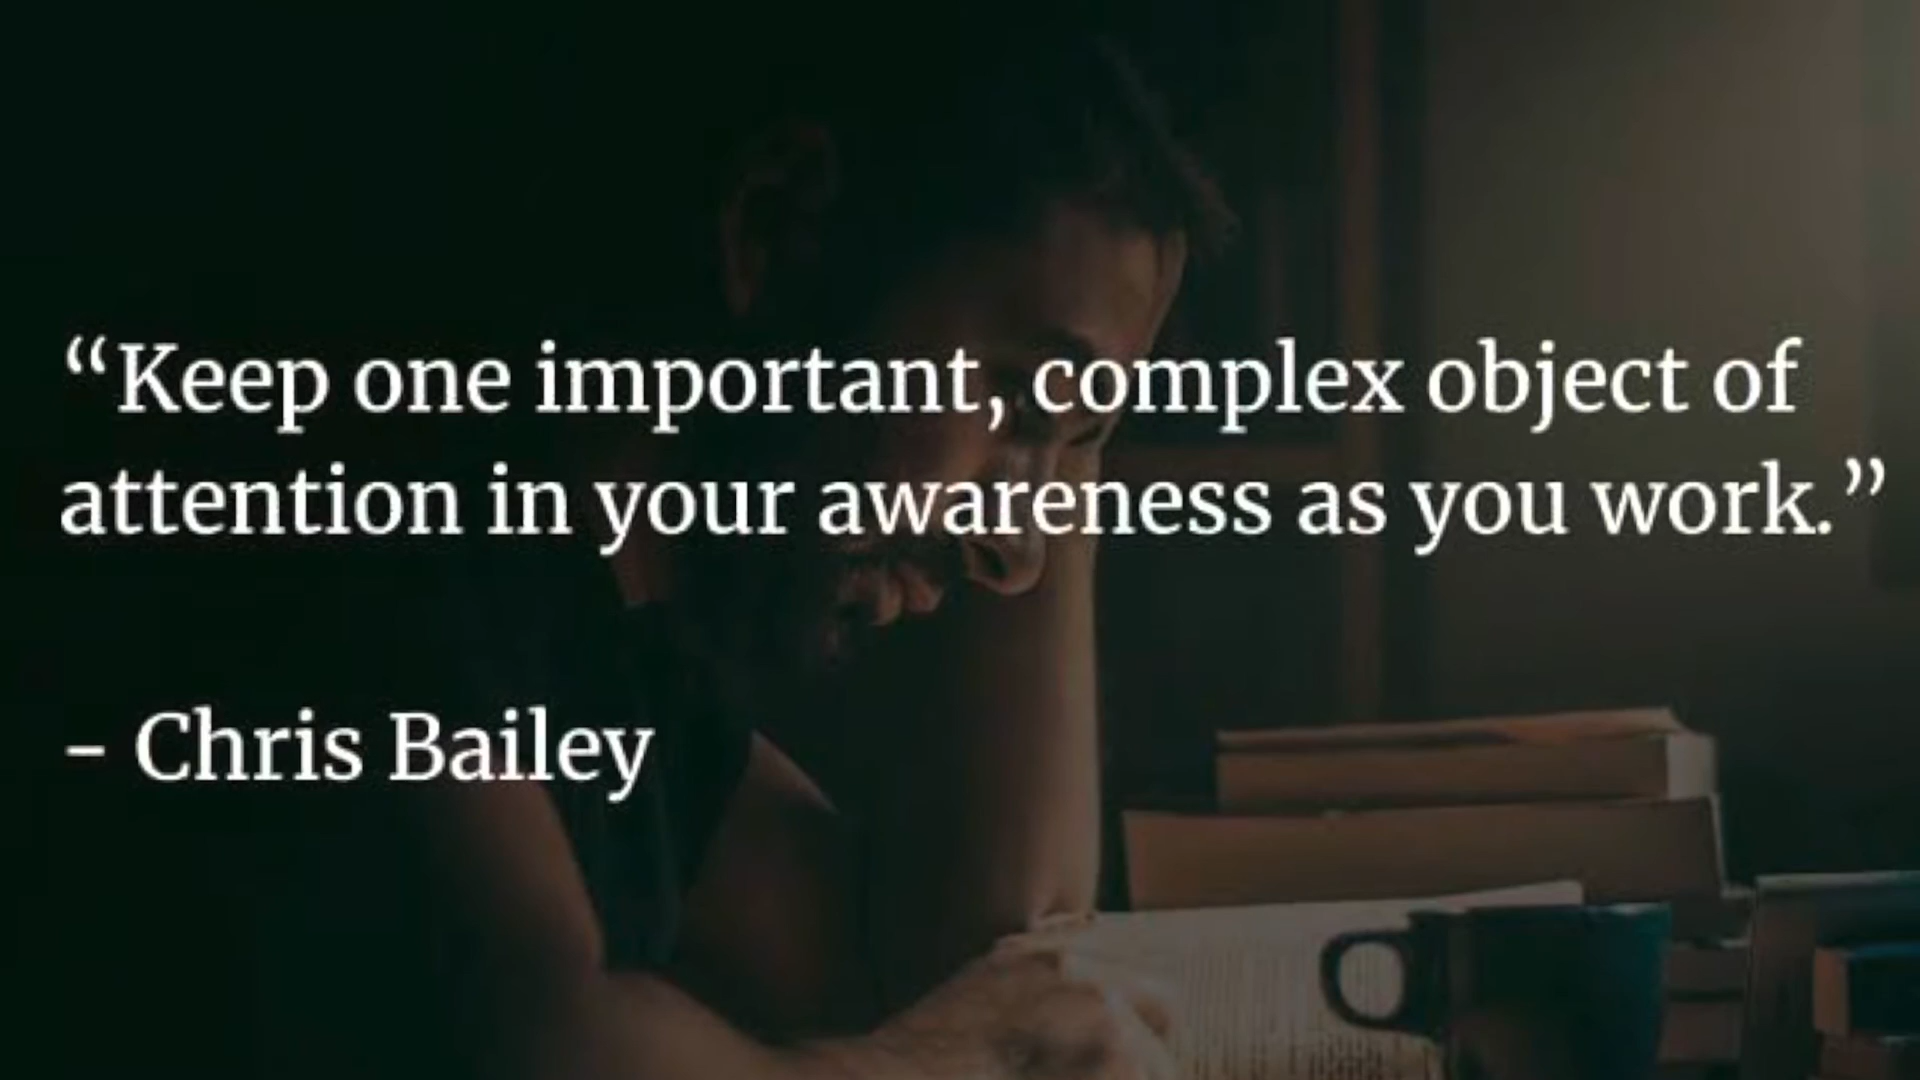 “Keep one important, complex object of
attention in your awareness as you work.”
- Chris Bailey